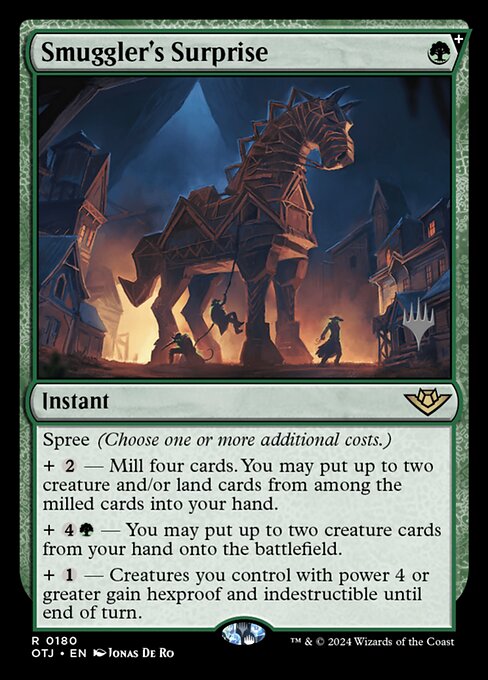 Smuggler's Surprise
Instant
Spree (Choose one or more additional costs.)
+ 2 — Mill four cards. You may put up to two
creature and/or land cards from among the
milled cards into your hand.
+ 4 — You may put up to two creature cards
from your hand onto the battlefield.
+ 1 — Creatures you control with power 4 or
greater gain hexproof and indestructible until
end of turn.
R 0180
OTJ • EN Jonas De Ro
™ & © 2024 Wizards of the Coast